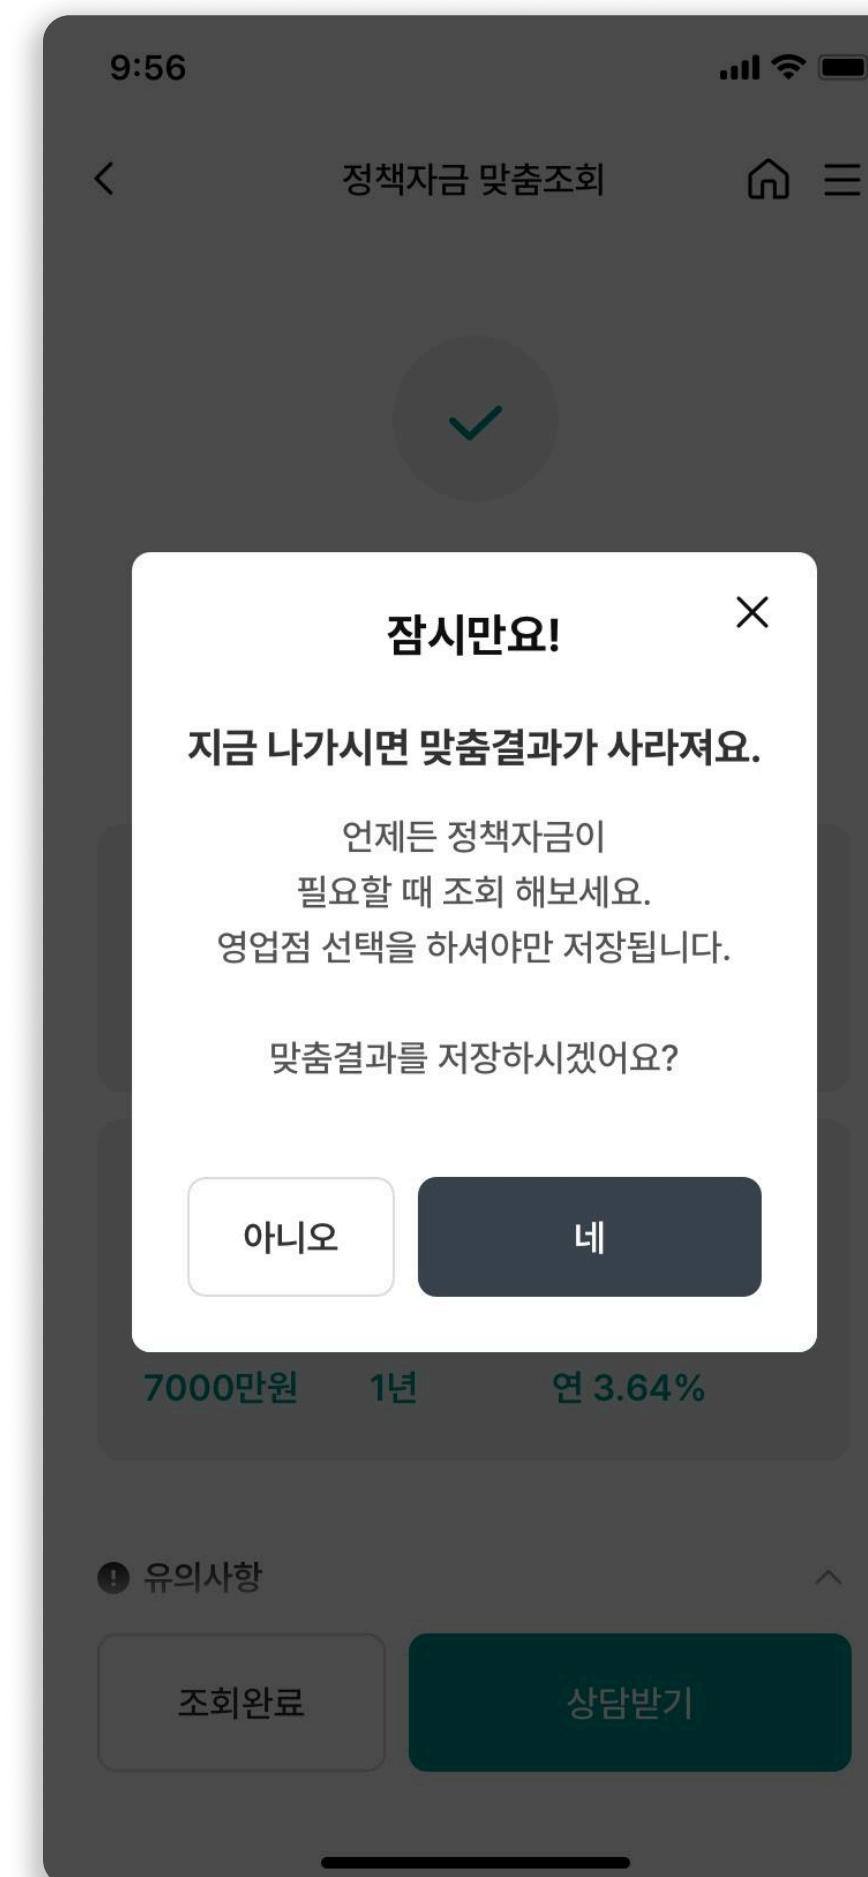 9:56
정책자금 맞춤조회
잠시만요!
지금 나가시면 맞춤결과가 사라져요.
언제든 정책자금이
필요할 때 조회 해보세요.
영업점 선택을 하셔야만 저장됩니다.
맞춤결과를 저장하시겠어요?
아니오 네
7000만원 1년 연 3.64%
유의사항
조회완료 상담받기